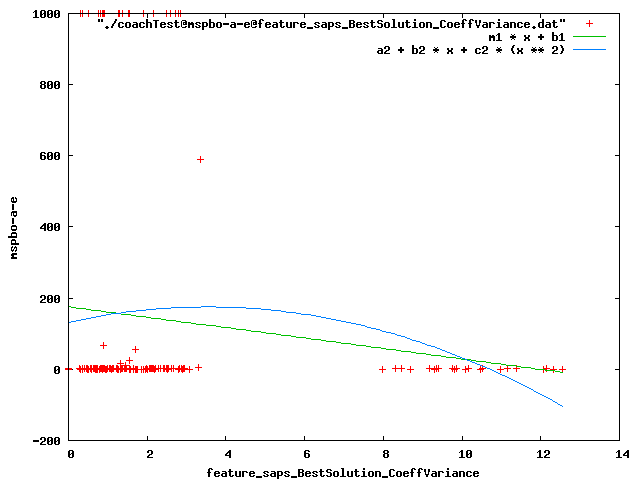 "./coachTest@mspbo-a-e@feature_saps_BestSolution_CoeffVariance.dat"
m1 * x + b1
a2 + b2 * x + c2 * (x ** 2)
1000
800
600
400
200
0
-200
mspbo-a-e
0 2 4 6 8 10 12 14
feature_saps_BestSolution_CoeffVariance